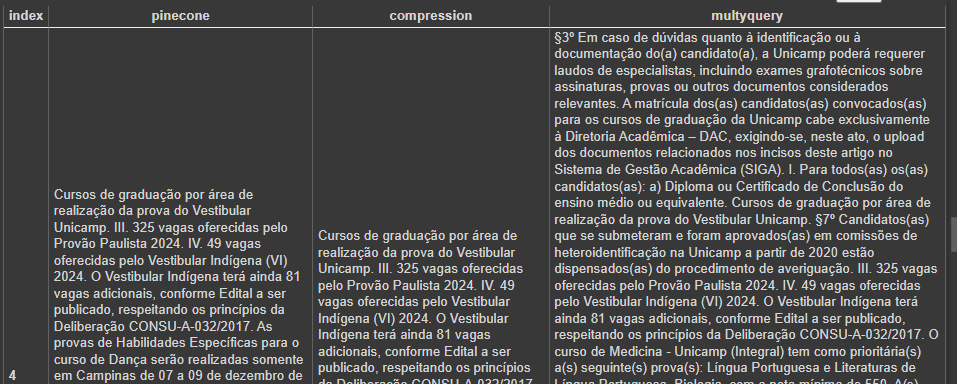 index pinecone compression multyquery
Cursos de graduação por área de
realização da prova do Vestibular
Unicamp. III. 325 vagas oferecidas pelo
Provão Paulista 2024. IV. 49 vagas
oferecidas pelo Vestibular Indígena (VI)
2024. O Vestibular Indígena terá ainda 81
vagas adicionais, conforme Edital a ser
publicado, respeitando os princípios da
Deliberação CONSU-A-032/2017. As
provas de Habilidades Específicas para o
curso de Dança serão realizadas somente
4 em Campinas de 07 a 09 de dezembro de
Cursos de graduação por área de
realização da prova do Vestibular
Unicamp. III. 325 vagas oferecidas
pelo Provão Paulista 2024. IV. 49
vagas oferecidas pelo Vestibular
Indígena (VI) 2024. O Vestibular
Indígena terá ainda 81 vagas
adicionais, conforme Edital a ser
publicado, respeitando os princípios
da Deliberação CONSU-A-032/2017
§3º Em caso de dúvidas quanto à identificação ou à
documentação do(a) candidato(a), a Unicamp poderá requerer
laudos de especialistas, incluindo exames grafotécnicos sobre
assinaturas, provas ou outros documentos considerados
relevantes. A matrícula dos(as) candidatos(as) convocados(as)
para os cursos de graduação da Unicamp cabe exclusivamente
à Diretoria Acadêmica – DAC, exigindo-se, neste ato, o upload
dos documentos relacionados nos incisos deste artigo no
Sistema de Gestão Acadêmica (SIGA). I. Para todos(as) os(as)
candidatos(as): a) Diploma ou Certificado de Conclusão do
ensino médio ou equivalente. Cursos de graduação por área de
realização da prova do Vestibular Unicamp. §7º Candidatos(as)
que se submeteram e foram aprovados(as) em comissões de
heteroidentificação na Unicamp a partir de 2020 estão
dispensados(as) do procedimento de averiguação. III. 325 vagas
oferecidas pelo Provão Paulista 2024. IV. 49 vagas oferecidas
pelo Vestibular Indígena (VI) 2024. O Vestibular Indígena terá
ainda 81 vagas adicionais, conforme Edital a ser publicado,
respeitando os princípios da Deliberação CONSU-A-032/2017. O
curso de Medicina - Unicamp (Integral) tem como prioritária(s)
a(s) seguinte(s) prova(s): Língua Portuguesa e Literaturas de
Língua Portuguesa, Biologia, com a nota mínima de 550. A(s)